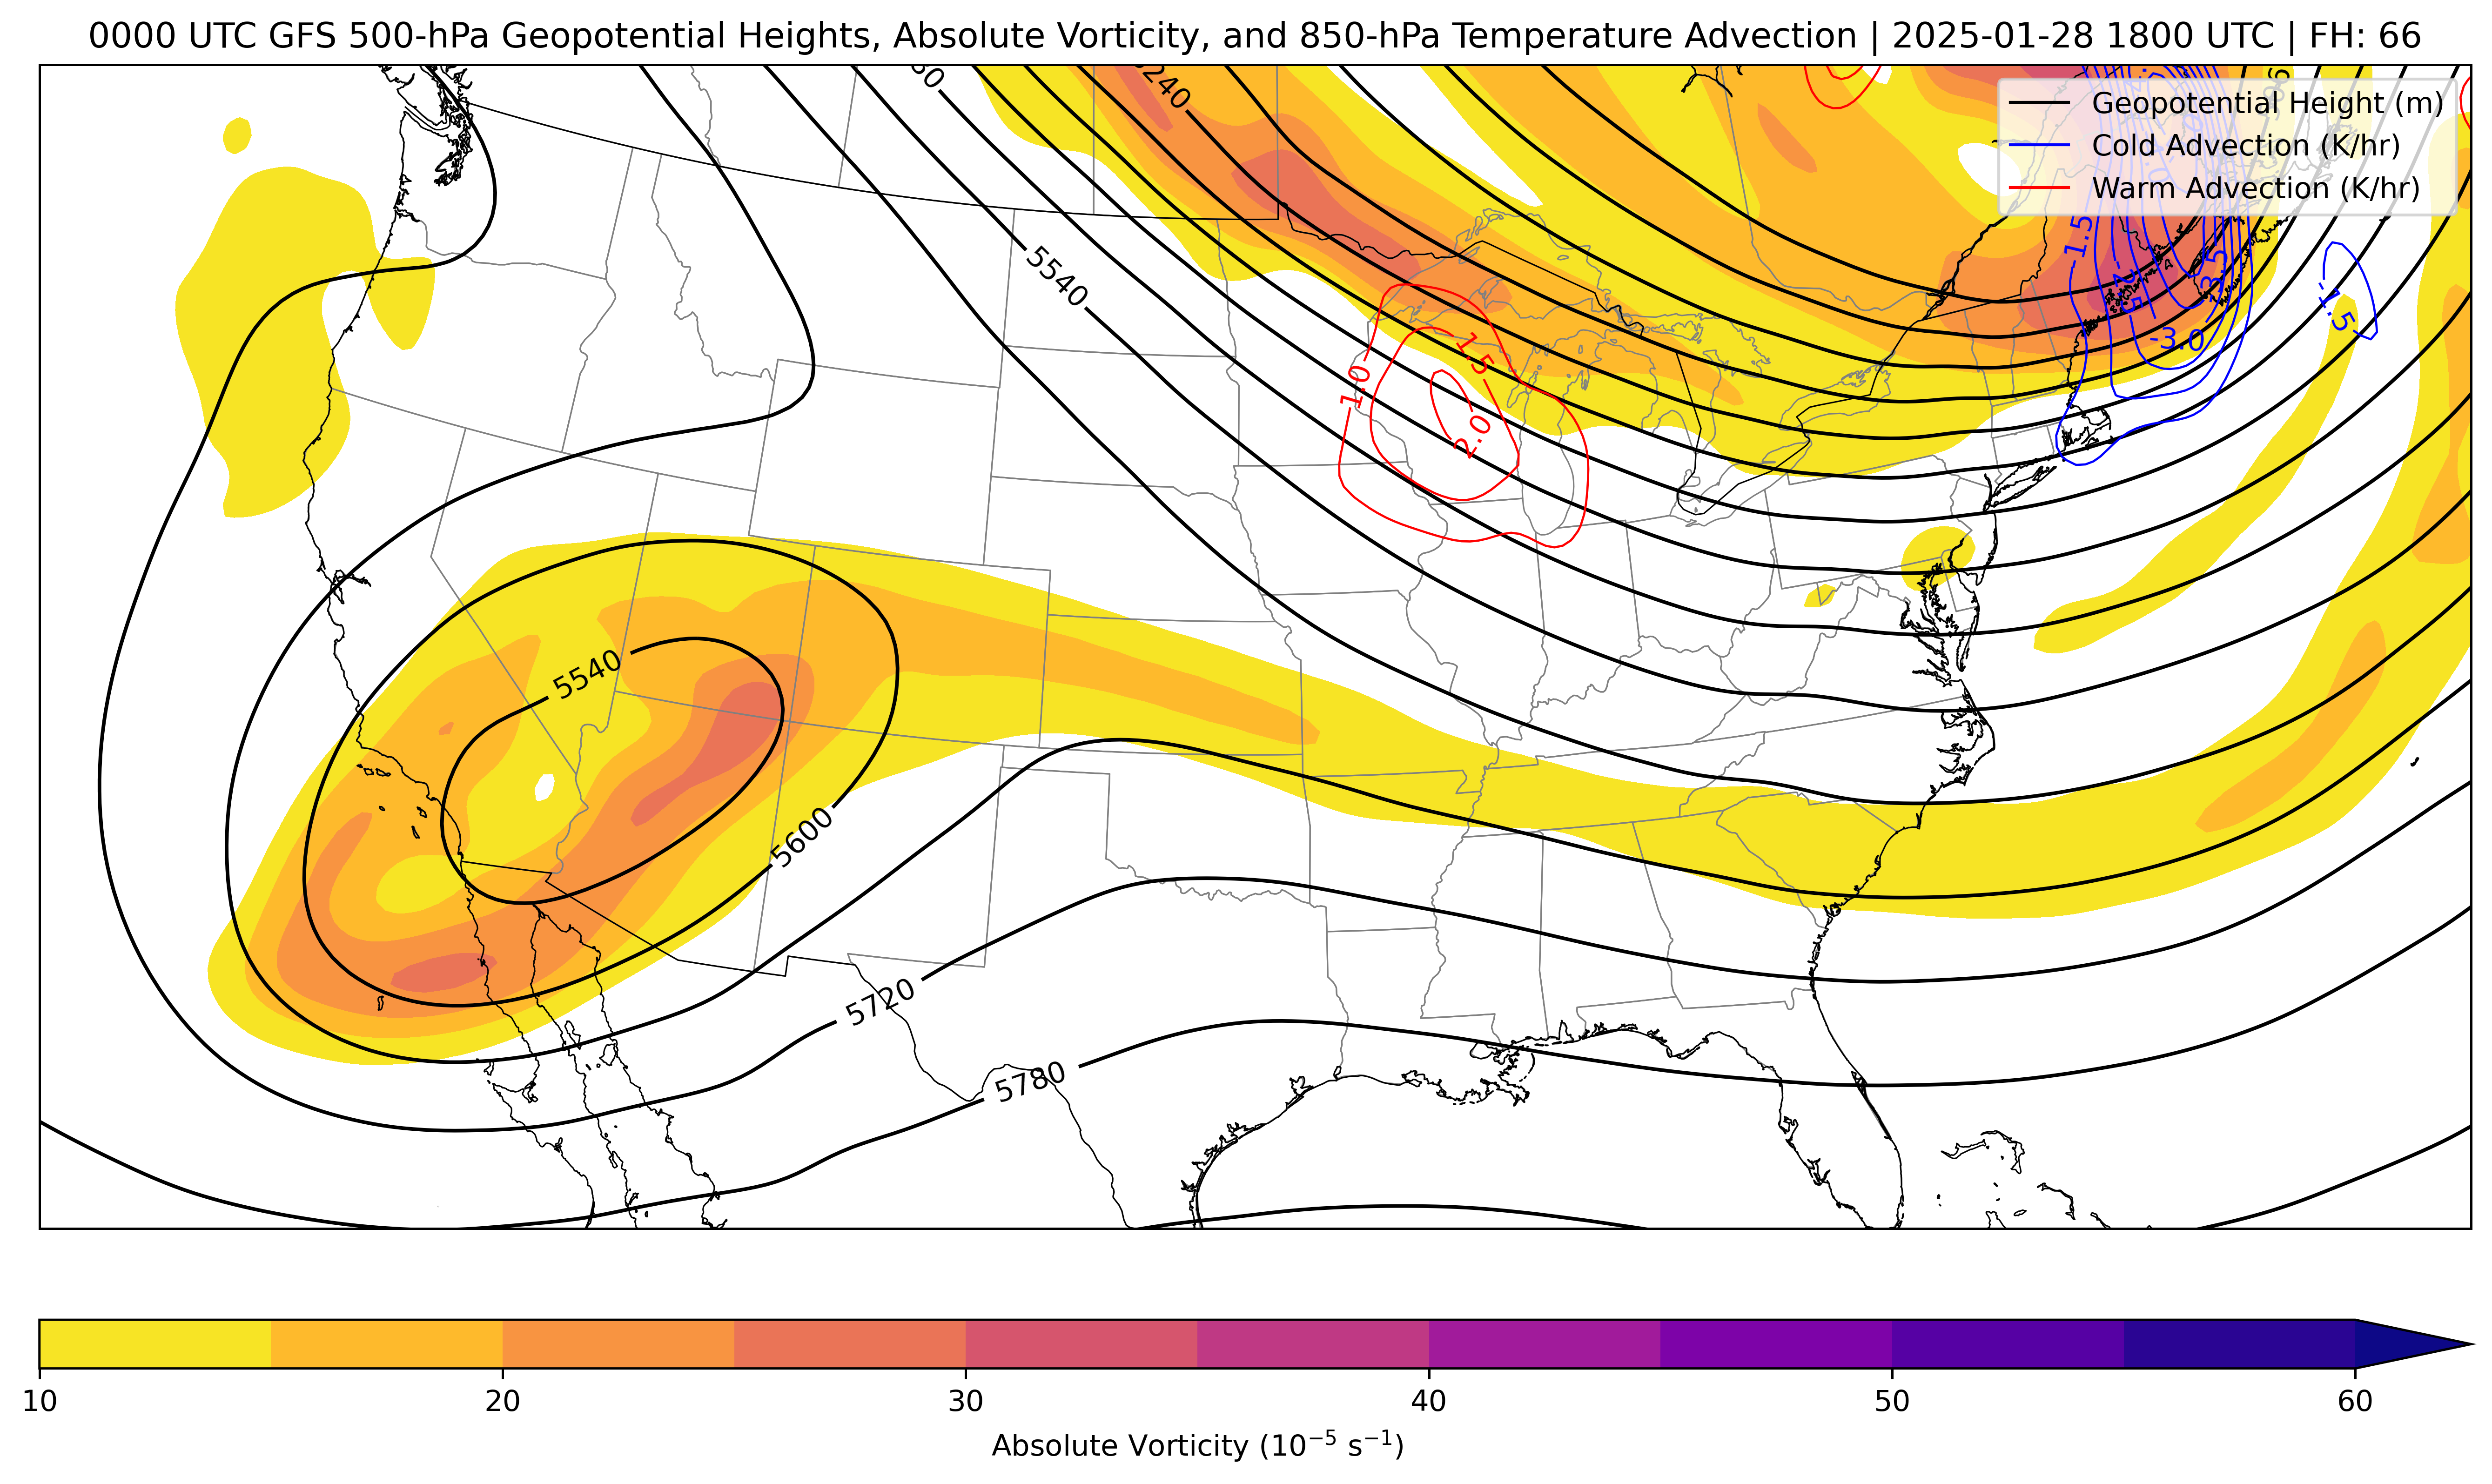 0000 UTC GFS 500-hPa Geopotential Heights, Absolute Vorticity, and 850-hPa Temperature Advection | 2025-01-28 1800 UTC | FH: 66
Geopotential Height (m)
Cold Advection (K/hr)
Warm Advection (K/hr)
5240
5540
-1.5
-3.5
-3.0
-1.5
1.0
1.5
2.0
5540
5600
5720
5780
10 20 30 40 50 60
Absolute Vorticity (10⁻⁵ s⁻¹)